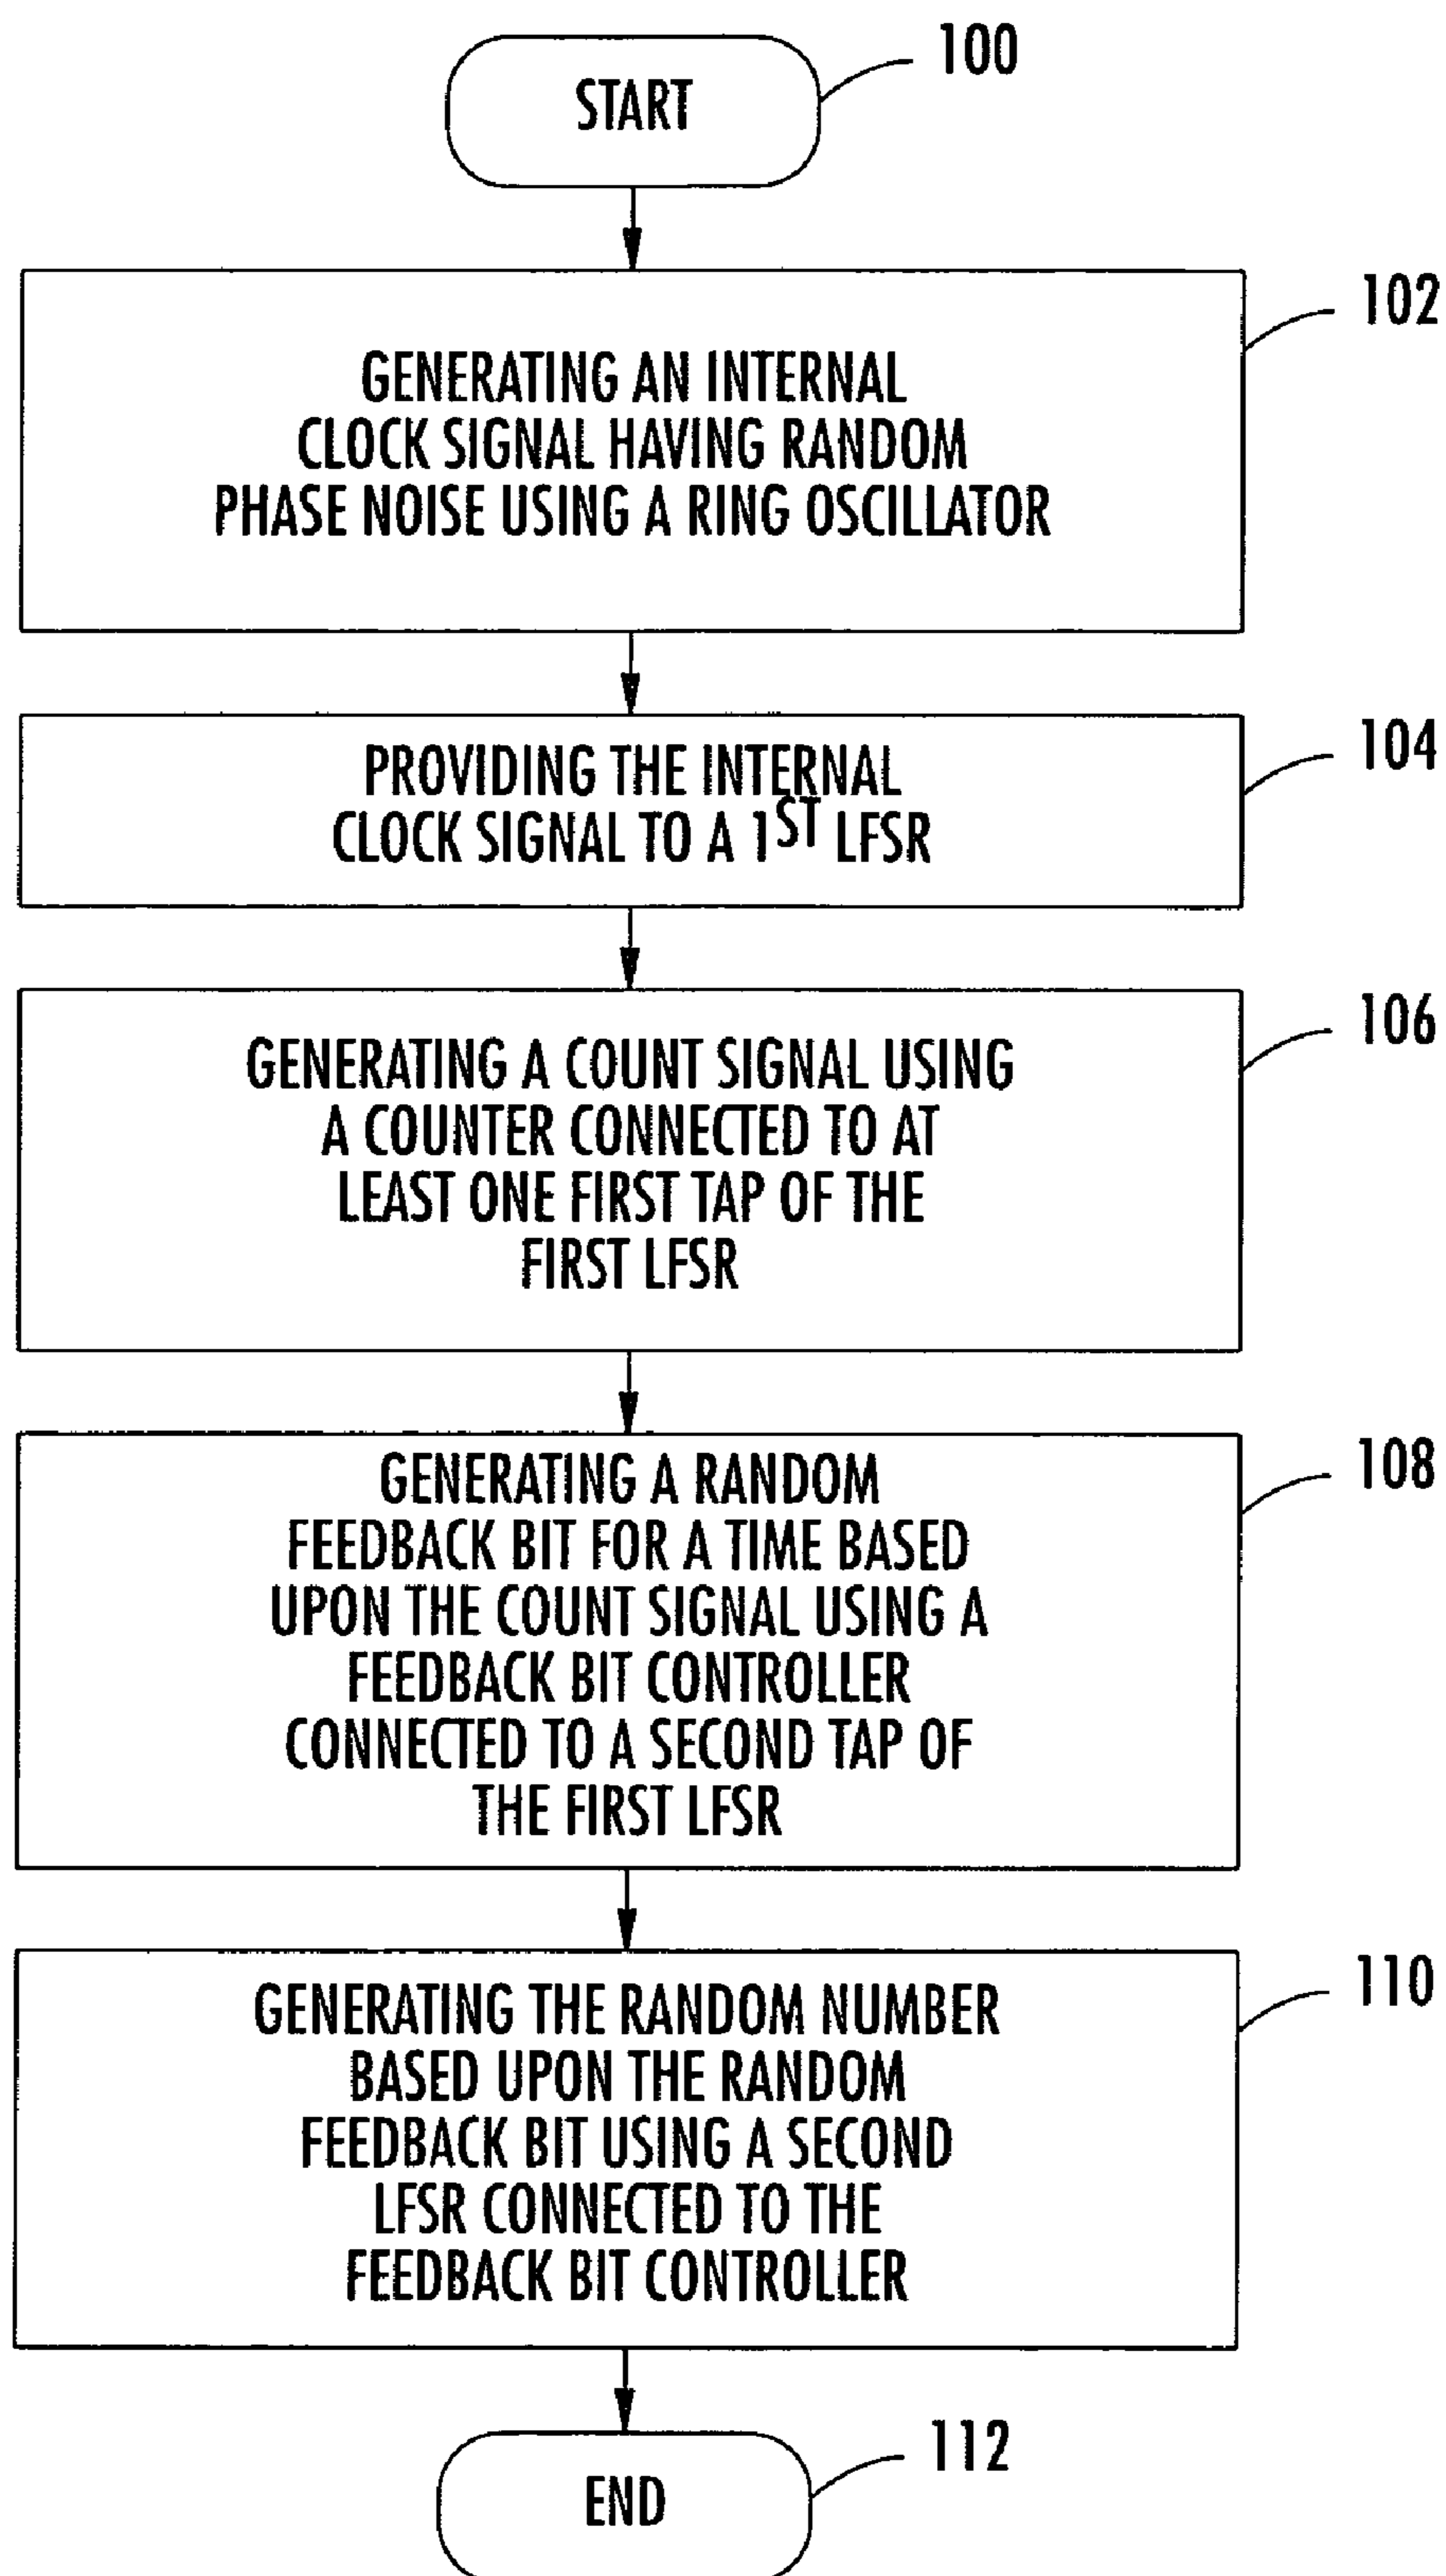 START
100
GENERATING AN INTERNAL
CLOCK SIGNAL HAVING RANDOM
PHASE NOISE USING A RING OSCILLATOR
102
PROVIDING THE INTERNAL
CLOCK SIGNAL TO A 1ST LFSR
104
GENERATING A COUNT SIGNAL USING
A COUNTER CONNECTED TO AT
LEAST ONE FIRST TAP OF THE
FIRST LFSR
106
GENERATING A RANDOM
FEEDBACK BIT FOR A TIME BASED
UPON THE COUNT SIGNAL USING A
FEEDBACK BIT CONTROLLER
CONNECTED TO A SECOND TAP OF
THE FIRST LFSR
108
GENERATING THE RANDOM NUMBER
BASED UPON THE RANDOM
FEEDBACK BIT USING A SECOND
LFSR CONNECTED TO THE
FEEDBACK BIT CONTROLLER
110
END
112